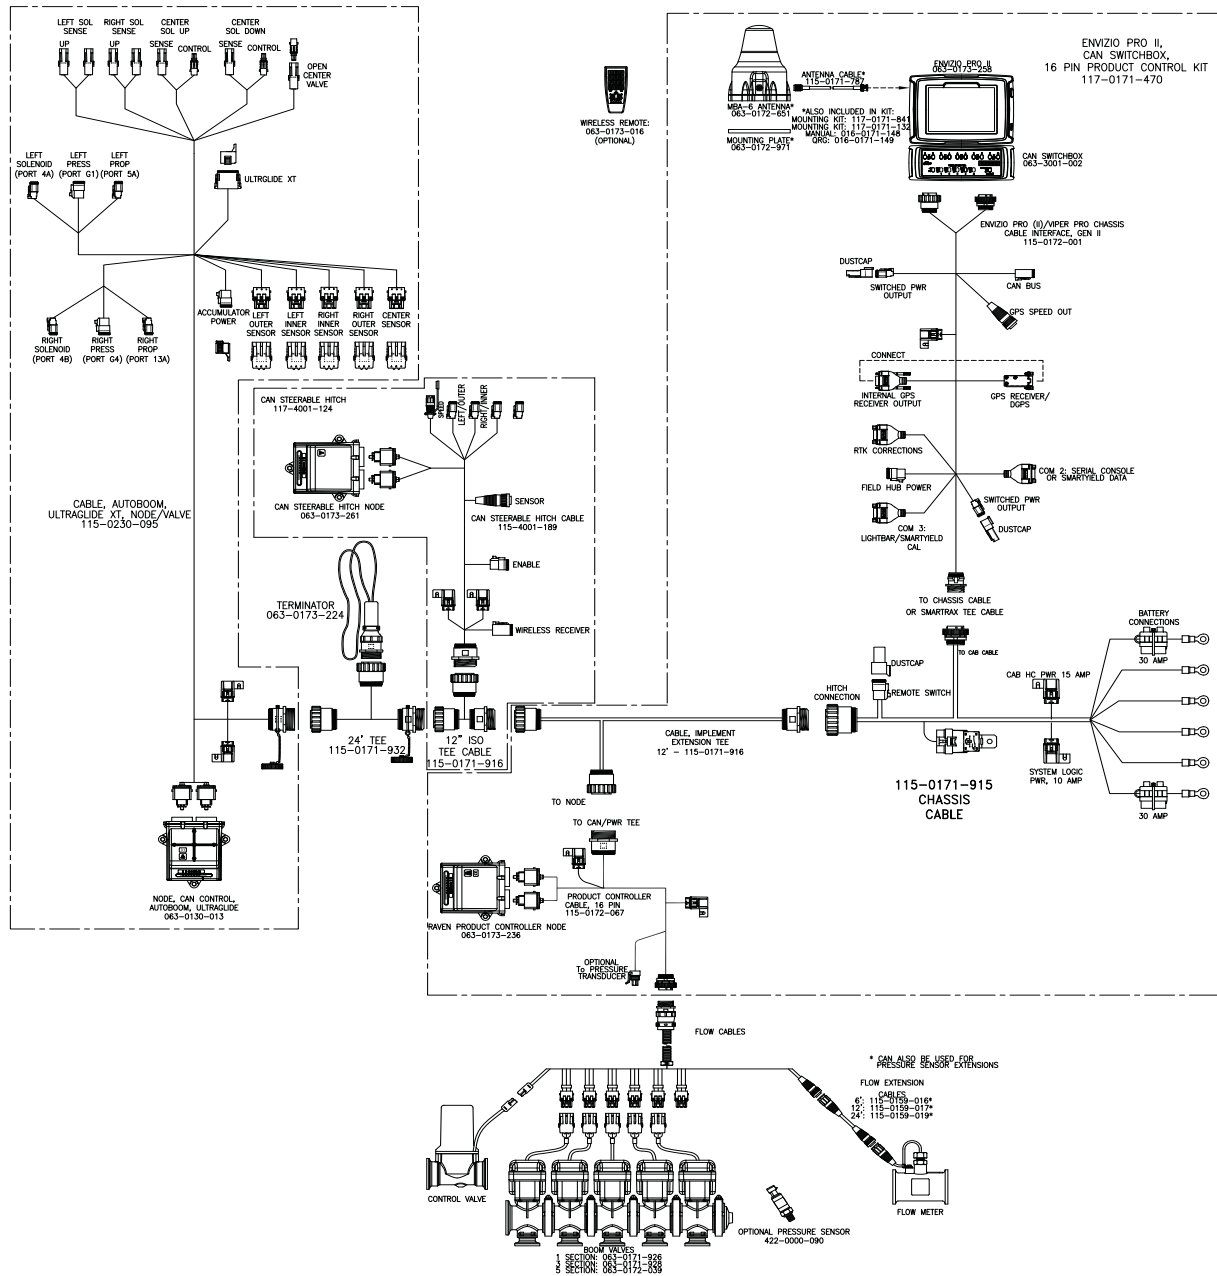 LEFT SOL
SENSE
RIGHT SOL
SENSE
CENTER
SOL UP
CENTER
SOL DOWN
UP
UP
SENSE
CONTROL
SENSE
CONTROL
OPEN
CENTER
VALVE
LEFT
SOLENOID
(PORT 4A)
LEFT
PRESS
(PORT G1)
LEFT
PROP
(PORT 5A)
ULTRGLIDE XT
ACCUMULATOR
POWER
LEFT
OUTER
SENSOR
LEFT
INNER
SENSOR
RIGHT
INNER
SENSOR
RIGHT
OUTER
SENSOR
CENTER
SENSOR
RIGHT
SOLENOID
(PORT 4B)
RIGHT
PRESS
(PORT G4)
RIGHT
PROP
(PORT 13A)
CABLE, AUTOBOOM,
ULTRAGLIDE XT, NODE/VALVE
115-0230-095
NODE, CAN CONTROL,
AUTOBOOM, ULTRAGLIDE
063-0130-013
WIRELESS REMOTE:
063-0173-016
(OPTIONAL)
MBA-6 ANTENNA*
063-0172-651
MOUNTING PLATE*
063-0172-971
ANTENNA CABLE*
115-0171-787
*ALSO INCLUDED IN KIT:
MOUNTING KIT: 117-0171-841
MOUNTING KIT: 117-0171-132
MANUAL: 016-0171-148
QRG: 016-0171-149
ENVIZIO PRO II
063-0173-258
ENVIZIO PRO II,
CAN SWITCHBOX,
16 PIN PRODUCT CONTROL KIT
117-0171-470
CAN SWITCHBOX
063-3001-002
ENVIZIO PRO (II)/VIPER PRO CHASSIS
CABLE INTERFACE, GEN II
115-0172-001
DUSTCAP
SWITCHED PWR
OUTPUT
CAN BUS
GPS SPEED OUT
CONNECT
INTERNAL GPS
RECEIVER OUTPUT
GPS RECEIVER/
DGPS
RTK CORRECTIONS
FIELD HUB POWER
COM 2: SERIAL CONSOLE
OR SMARTYIELD DATA
COM 3:
LIGHTBAR/SMARTYIELD
CAL
SWITCHED PWR
OUTPUT
DUSTCAP
TO CHASSIS CABLE
OR SMARTRAX TEE CABLE
TO CAB CABLE
CAN STEERABLE HITCH
117-4001-124
SPEED
LEFT/OUTER
RIGHT/INNER
CAN STEERABLE HITCH NODE
063-0173-261
SENSOR
CAN STEERABLE HITCH CABLE
115-4001-189
ENABLE
WIRELESS RECEIVER
TERMINATOR
063-0173-224
24' TEE
115-0171-932
12" ISO
TEE CABLE
115-0171-916
CABLE, IMPLEMENT
EXTENSION TEE
12' - 115-0171-916
HITCH
CONNECTION
DUSTCAP
REMOTE SWITCH
115-0171-915
CHASSIS
CABLE
CAB HC PWR 15 AMP
SYSTEM LOGIC
PWR, 10 AMP
BATTERY
CONNECTIONS
30 AMP
30 AMP
TO NODE
TO CAN/PWR TEE
PRODUCT CONTROLLER
CABLE, 16 PIN
115-0172-067
RAVEN PRODUCT CONTROLLER NODE
063-0173-236
OPTIONAL
To PRESSURE
TRANSDUCER
FLOW CABLES
* CAN ALSO BE USED FOR
PRESSURE SENSOR EXTENSIONS
FLOW EXTENSION
CABLES
6': 115-0159-016*
12': 115-0159-017*
24': 115-0159-019*
CONTROL VALVE
FLOW METER
OPTIONAL PRESSURE SENSOR
422-0000-090
BOOM VALVES
1 SECTION: 063-0171-926
3 SECTION: 063-0171-928
5 SECTION: 063-0172-039